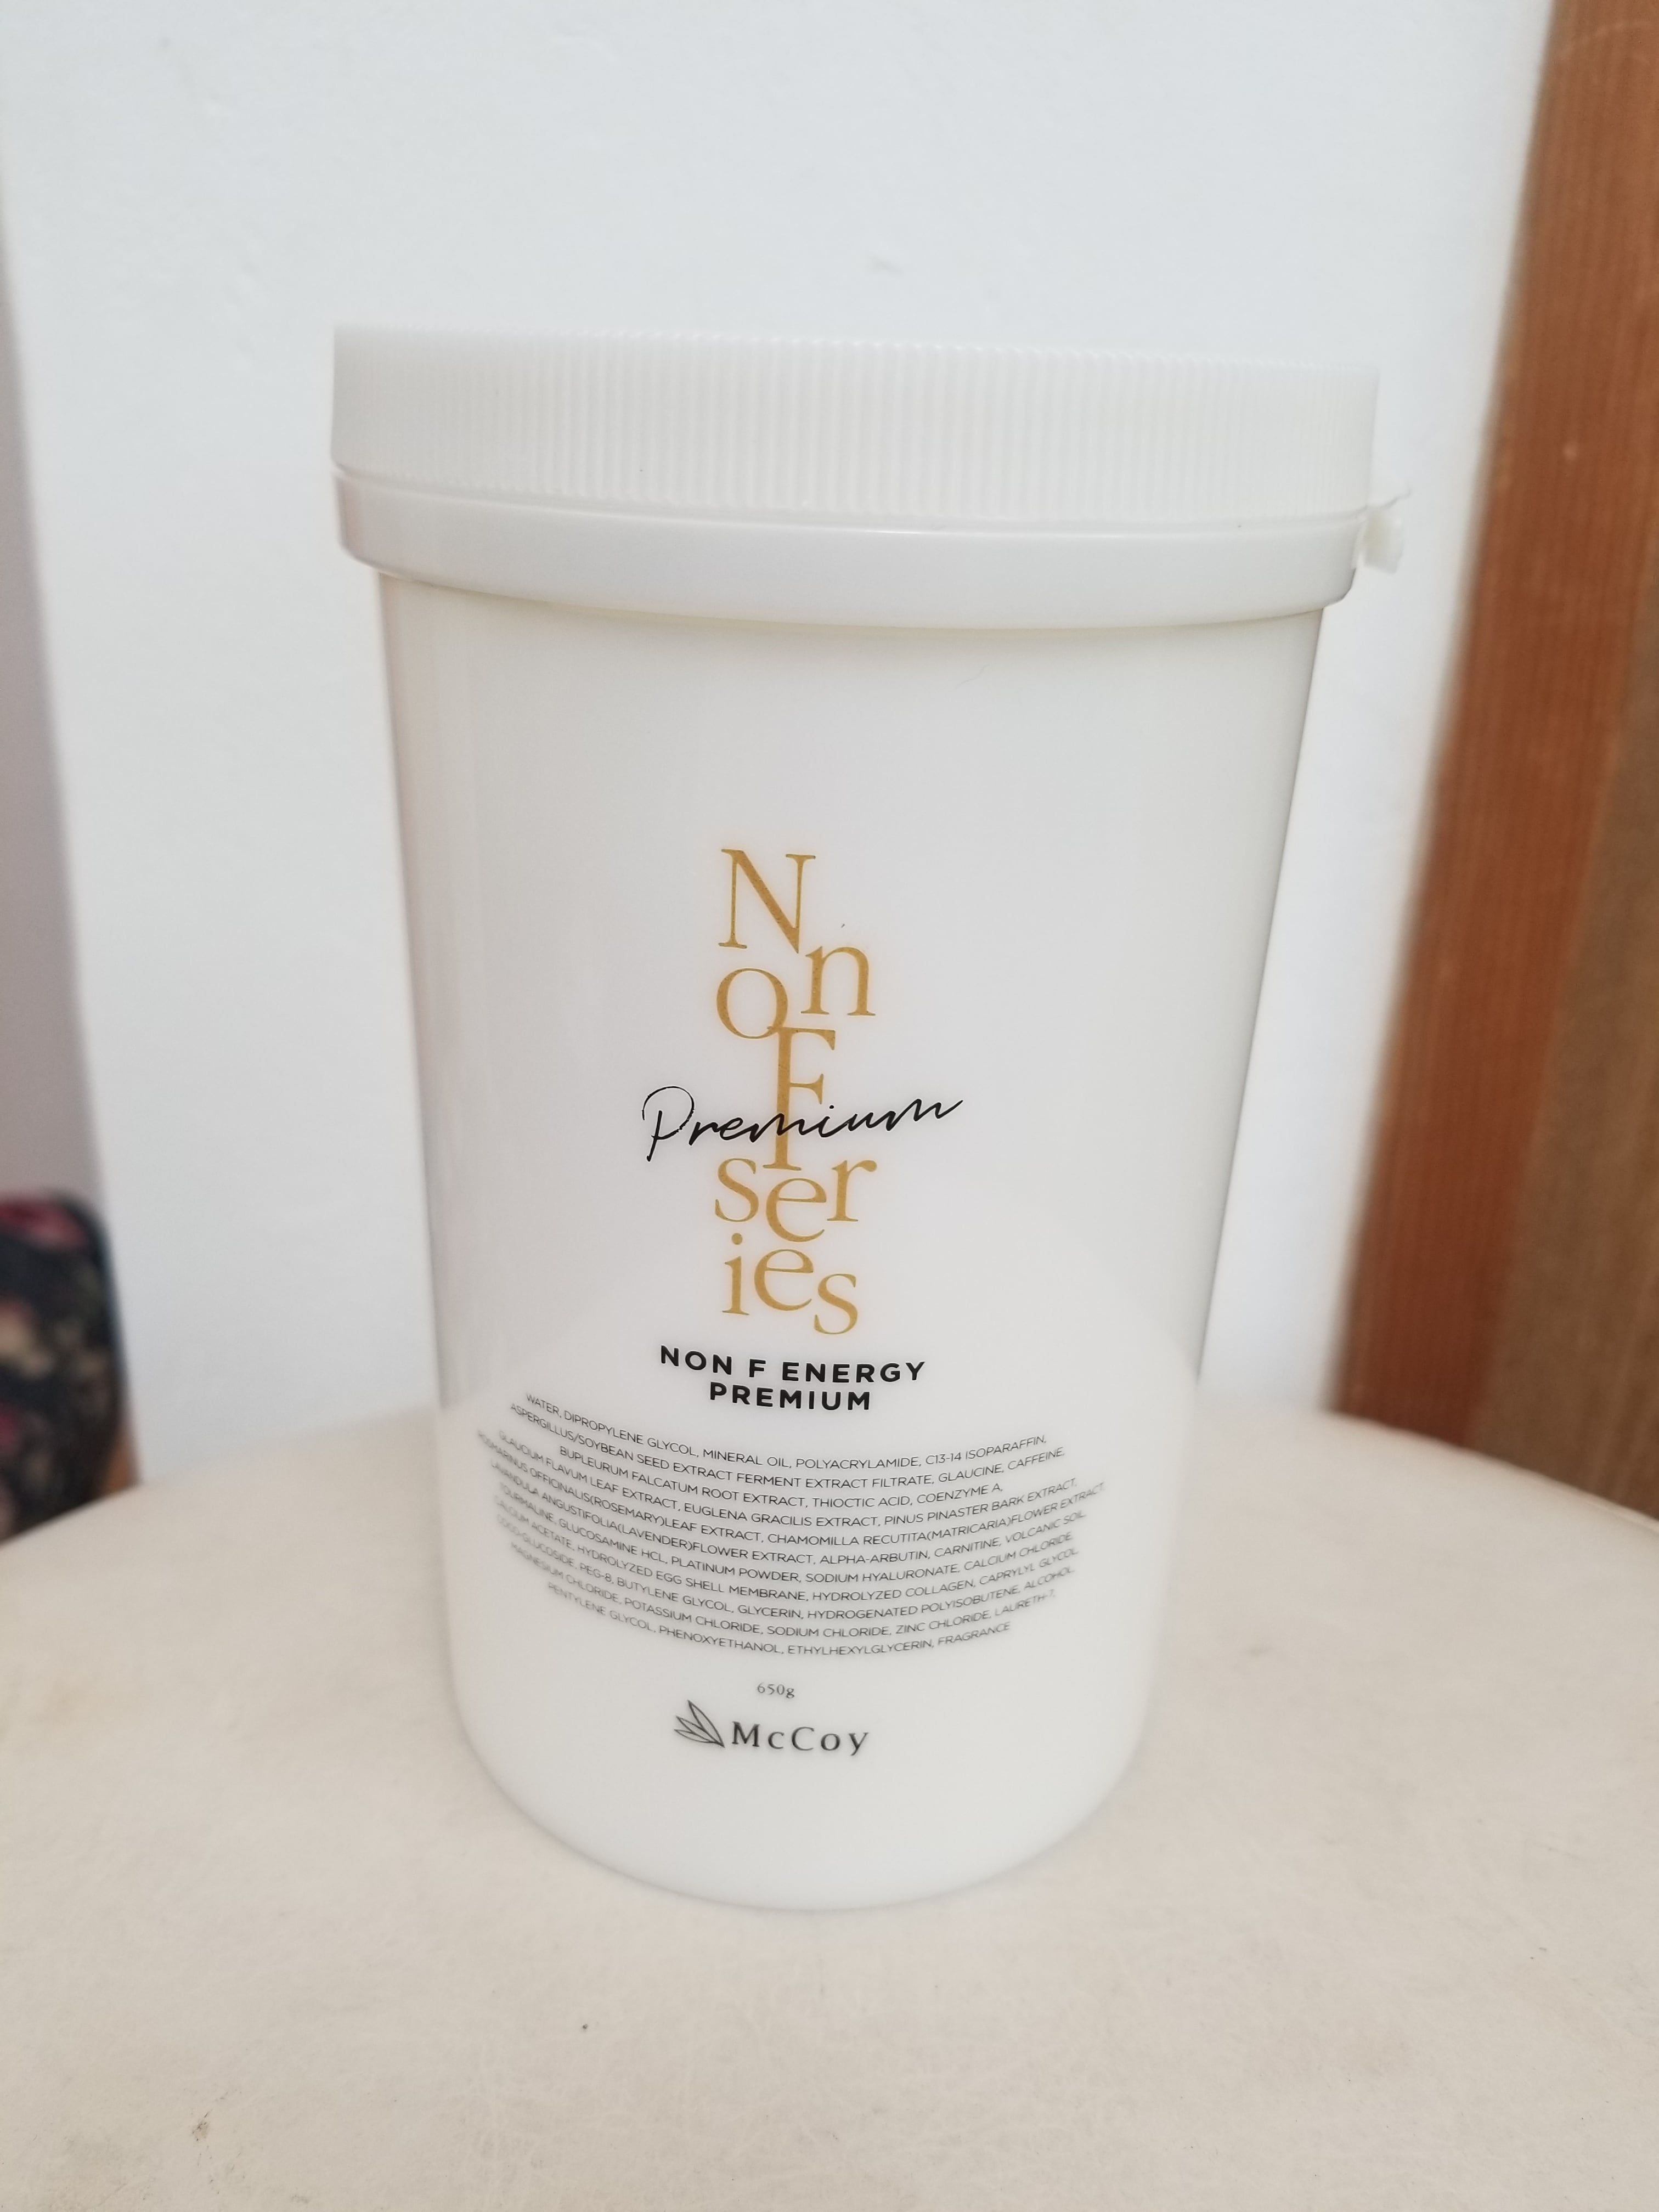 Non
F
Premium
series
NON F ENERGY
PREMIUM
WATER, DIPROPYLENE GLYCOL, MINERAL OIL, POLYACRYLAMIDE, C13-14 ISOPARAFFIN,
ASPERGILLUS/SOYBEAN SEED EXTRACT FERMENT EXTRACT FILTRATE, GLAUCINE, CAFFEINE,
BUPLEURUM FALCATUM ROOT EXTRACT, THIOCTIC ACID, COENZYME A,
GLAUCIUM FLAVUM LEAF EXTRACT, EUGLENA GRACILIS EXTRACT, PINUS PINASTER BARK EXTRACT,
ROSMARINUS OFFICINALIS(ROSEMARY)LEAF EXTRACT, CHAMOMILLA RECUTITA(MATRICARIA)FLOWER EXTRACT,
LAVANDULA ANGUSTIFOLIA(LAVENDER)FLOWER EXTRACT, ALPHA-ARBUTIN, CARNITINE, VOLCANIC SOIL,
TOURMALINE, GLUCOSAMINE HCL, PLATINUM POWDER, SODIUM HYALURONATE, CALCIUM CHLORIDE,
CALCIUM ACETATE, HYDROLYZED EGG SHELL MEMBRANE, HYDROLYZED COLLAGEN, CAPRYLYL GLYCOL,
COCO-GLUCOSIDE, PEG-8, BUTYLENE GLYCOL, GLYCERIN, HYDROGENATED POLYISOBUTENE, ALCOHOL,
MAGNESIUM CHLORIDE, POTASSIUM CHLORIDE, SODIUM CHLORIDE, ZINC CHLORIDE, LAURETH-7,
PENTYLENE GLYCOL, PHENOXYETHANOL, ETHYLHEXYLGLYCERIN, FRAGRANCE
650g
McCoy